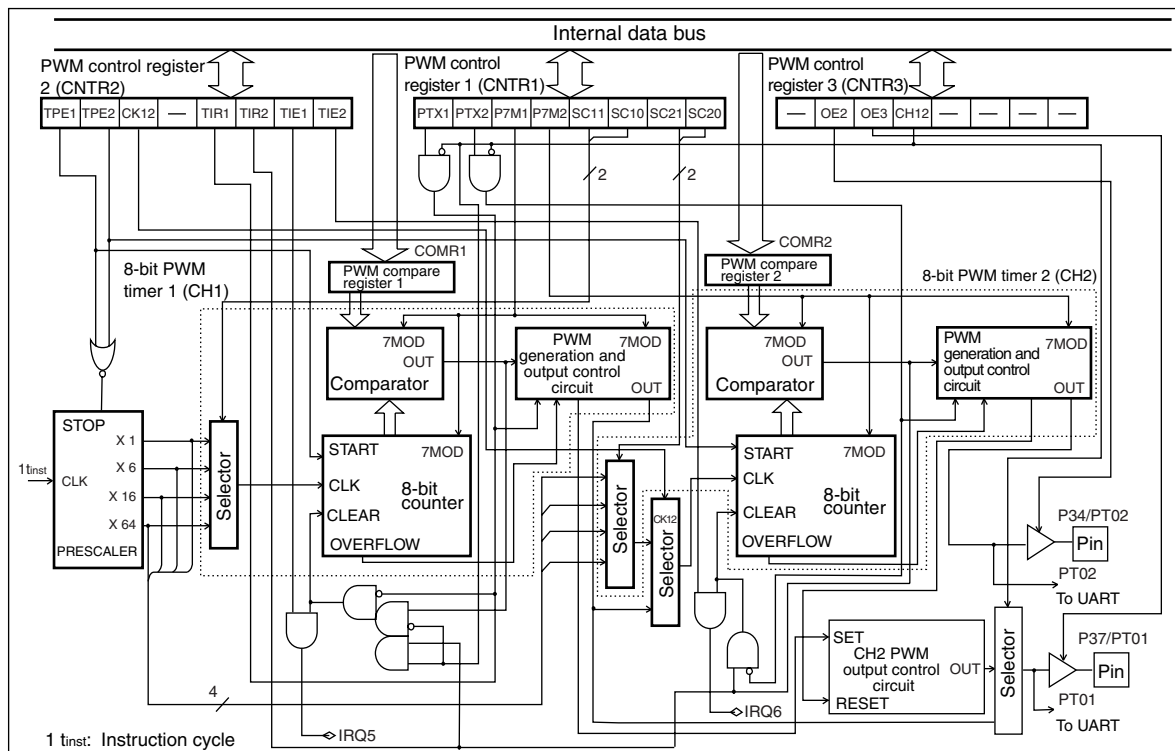 Internal data bus
PWM control register
2 (CNTR2)
PWM control
register 1 (CNTR1)
PWM control
register 3 (CNTR3)
TPE1 TPE2 CK12 — TIR1 TIR2 TIE1 TIE2
PTX1 PTX2 P7M1 P7M2 SC11 SC10 SC21 SC20
— OE2 OE3 CH12 — — — —
2
2
COMR1
COMR2
8-bit PWM
timer 1 (CH1)
PWM compare
register 1
PWM compare
register 2
8-bit PWM timer 2 (CH2)
7MOD
OUT
Comparator
PWM
7MOD
generation and
output control
circuit
OUT
7MOD
OUT
Comparator
PWM
7MOD
generation and
output control
circuit
OUT
STOP
X 1
X 6
X 16
X 64
CLK
PRESCALER
1 tinst
Selector
START
7MOD
CLK
8-bit
counter
CLEAR
OVERFLOW
Selector
CK12
Selector
START
7MOD
CLK
8-bit
counter
CLEAR
OVERFLOW
P34/PT02
Pin
PT02
To UART
SET
CH2 PWM
output control
circuit
OUT
RESET
Selector
P37/PT01
Pin
PT01
To UART
4
IRQ5
IRQ6
1 tinst: Instruction cycle